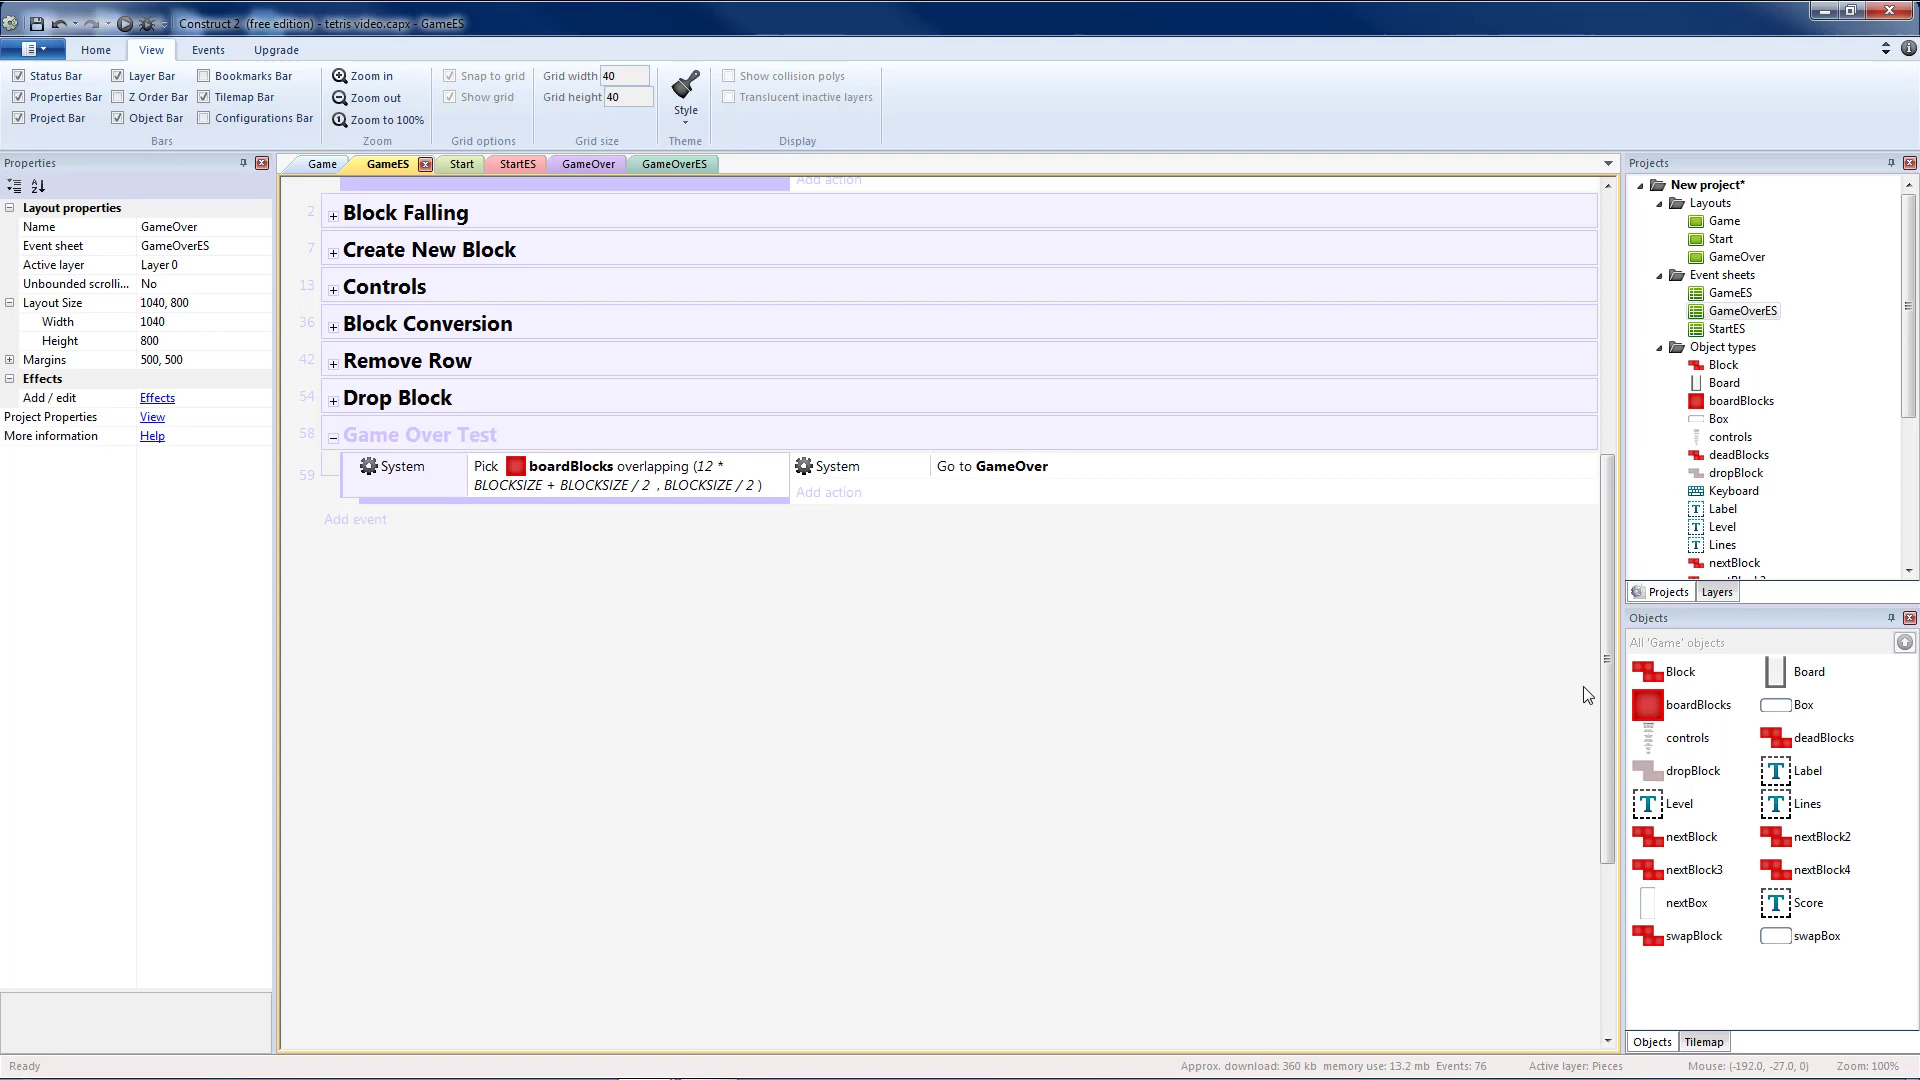 Construct 2 (free edition) - tetris video.capx - GameES
Home View Events Upgrade
Status Bar Layer Bar Bookmarks Bar Zoom in Snap to grid Grid width 40 Show collision polys
Properties Bar Z Order Bar Tilemap Bar Zoom out Show grid Grid height 40 Translucent inactive layers
Project Bar Object Bar Configurations Bar Zoom to 100% Style
Bars Zoom Grid options Grid size Theme Display
Properties
Layout properties
Name GameOver
Event sheet GameOverES
Active layer Layer 0
Unbounded scrolli... No
Layout Size 1040, 800
Width 1040
Height 800
Margins 500, 500
Effects
Add / edit Effects
Project Properties View
More information Help
Game GameES Start StartES GameOver GameOverES
Add action
2 Block Falling
7 Create New Block
13 Controls
36 Block Conversion
42 Remove Row
54 Drop Block
58 Game Over Test
59 System Pick boardBlocks overlapping (12 *
BLOCKSIZE + BLOCKSIZE / 2 , BLOCKSIZE / 2 )
System Go to GameOver
Add action
Add event
Projects
New project*
Layouts
Game
Start
GameOver
Event sheets
GameES
GameOverES
StartES
Object types
Block
Board
boardBlocks
Box
controls
deadBlocks
dropBlock
Keyboard
Label
Level
Lines
nextBlock
Projects Layers
Objects
All 'Game' objects
Block Board
boardBlocks Box
controls deadBlocks
dropBlock Label
Level Lines
nextBlock nextBlock2
nextBlock3 nextBlock4
nextBox Score
swapBlock swapBox
Objects Tilemap
Ready Approx. download: 360 kb memory use: 13.2 mb Events: 76 Active layer: Pieces Mouse: (-192.0, -27.0, 0) Zoom: 100%